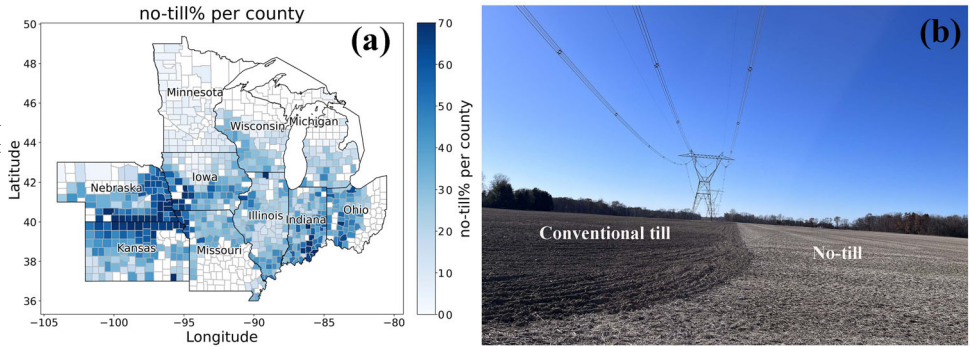 no-till% per county
(a)
50
48
46
44
42
40
38
36
Latitude
Minnesota
Wisconsin
Michigan
Iowa
Nebraska
Illinois
Indiana
Ohio
Kansas
Missouri
−105
−100
−95
−90
−85
−80
Longitude
70
60
50
40
30
20
10
00
no-till% per county
(b)
Conventional till
No-till